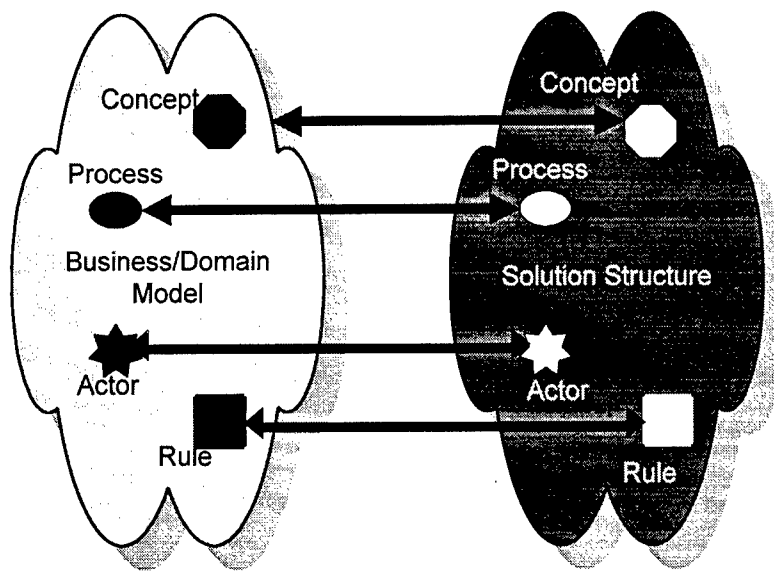 Concept
Process
Business/Domain
Model
Actor
Rule
Concept
Process
Solution Structure
Actor
Rule